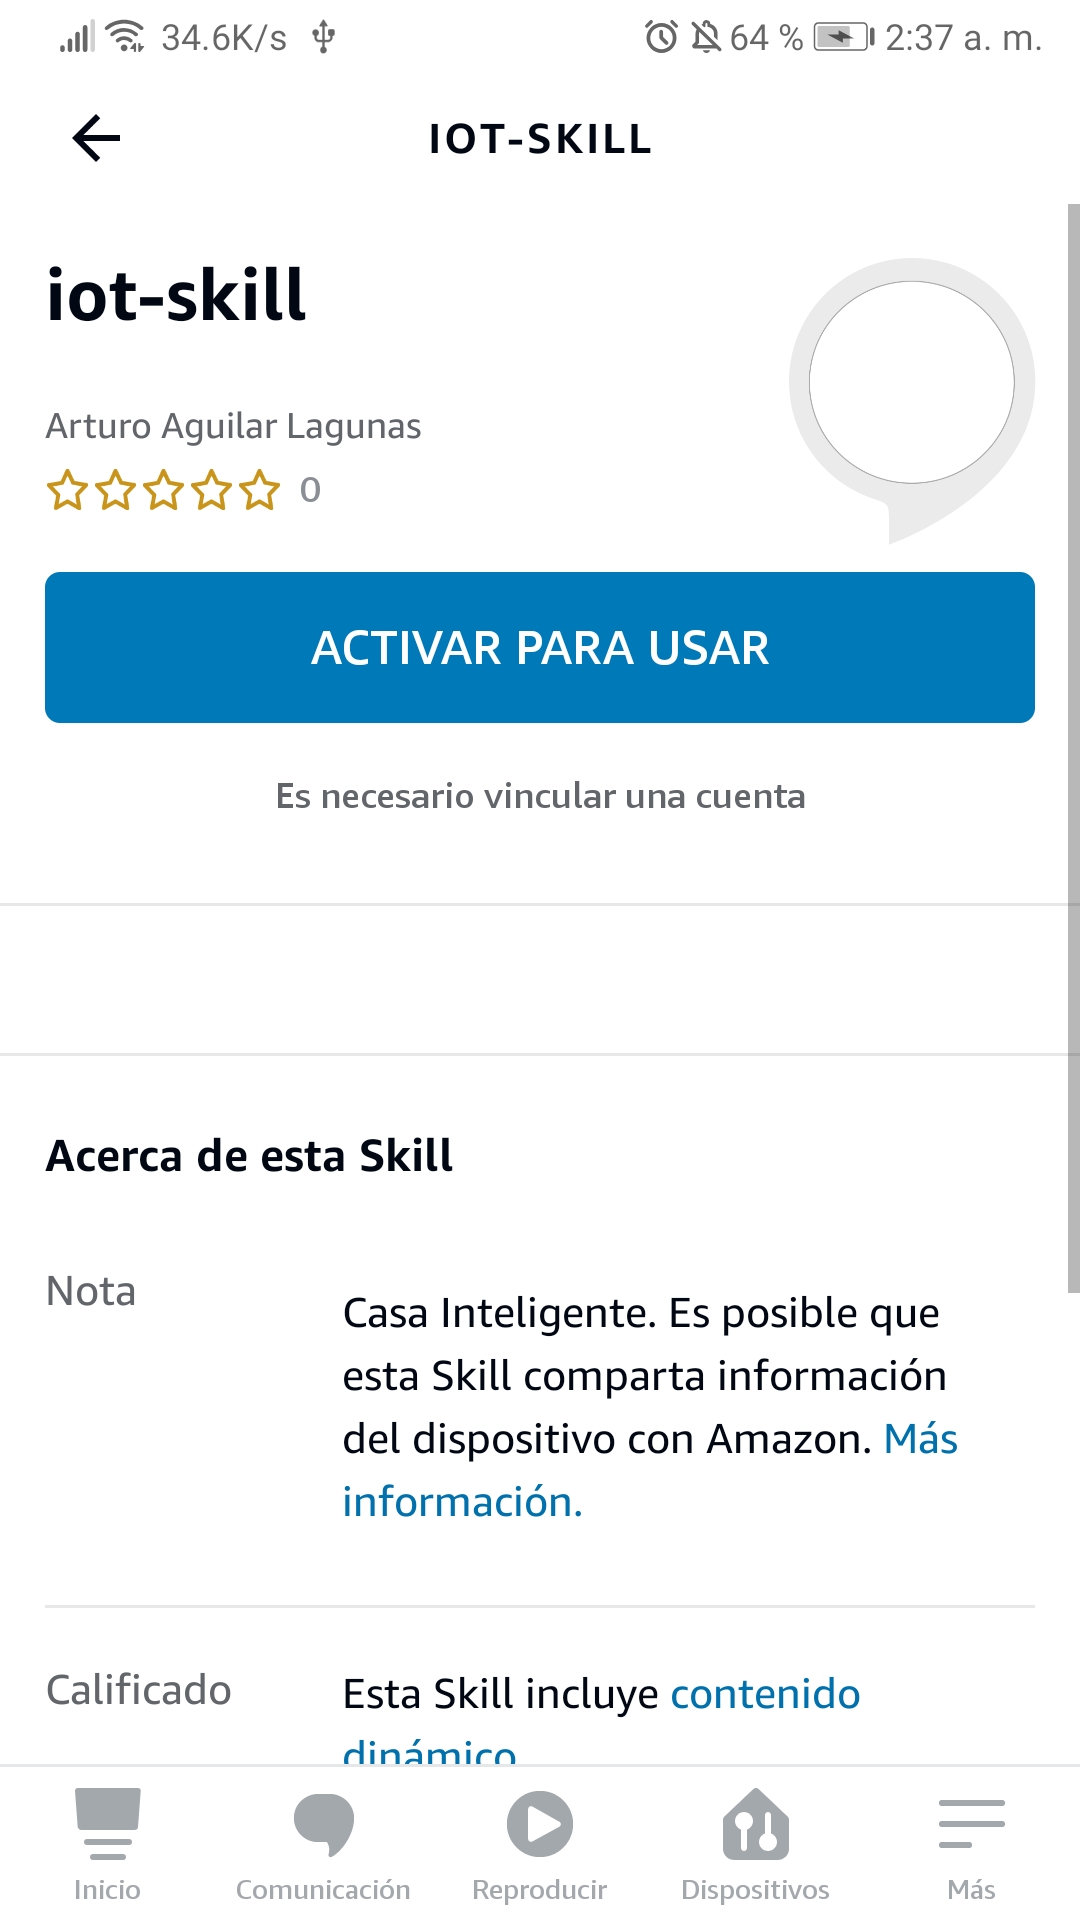 34.6K/s 64 % 2:37 a. m.
IOT-SKILL
iot-skill
Arturo Aguilar Lagunas
0
ACTIVAR PARA USAR
Es necesario vincular una cuenta
Acerca de esta Skill
Nota
Casa Inteligente. Es posible que
esta Skill comparta información
del dispositivo con Amazon. Más
información.
Calificado
Esta Skill incluye contenido
dinámico
Inicio
Comunicación
Reproducir
Dispositivos
Más